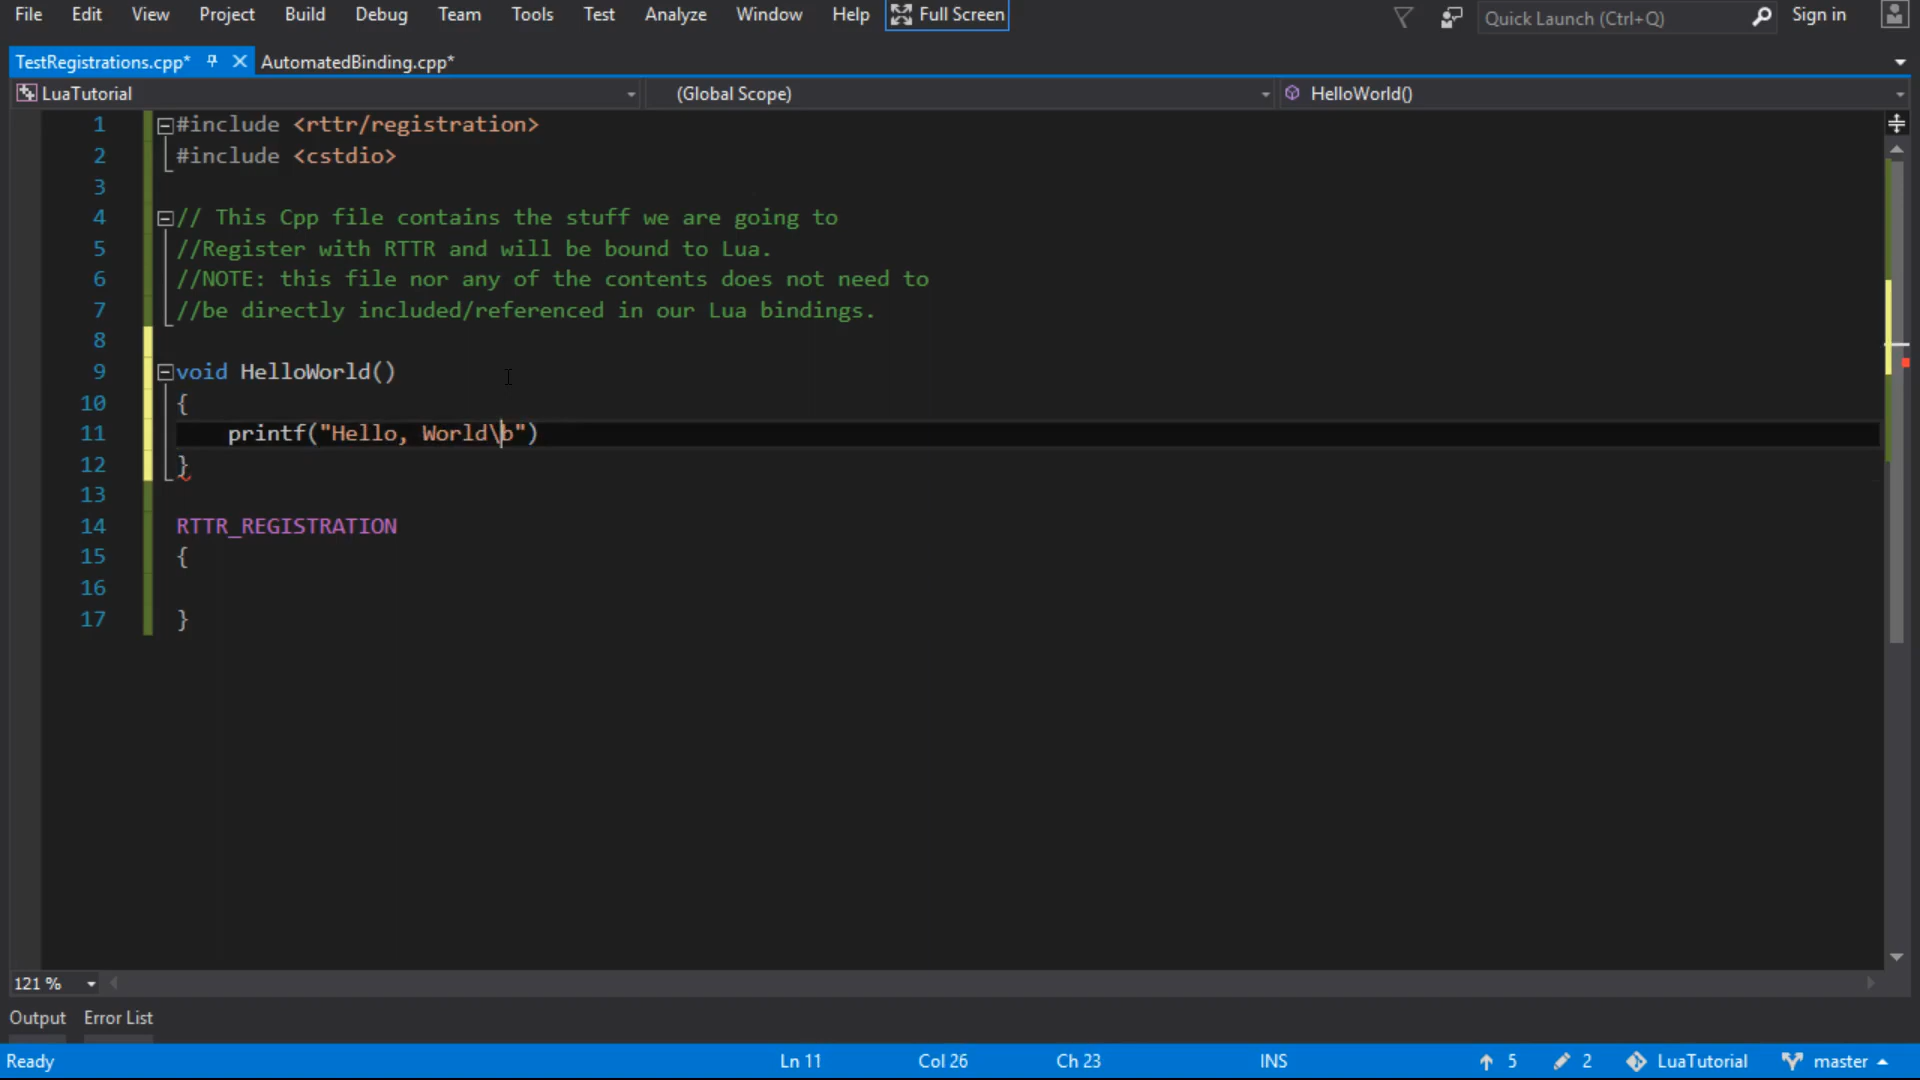 File Edit View Project Build Debug Team Tools Test Analyze Window Help Full Screen Quick Launch (Ctrl+Q) Sign in
TestRegistrations.cpp* AutomatedBinding.cpp*
LuaTutorial (Global Scope) HelloWorld()
1 #include <rttr/registration>
2 #include <cstdio>
3
4 // This Cpp file contains the stuff we are going to
5 //Register with RTTR and will be bound to Lua.
6 //NOTE: this file nor any of the contents does not need to
7 //be directly included/referenced in our Lua bindings.
8
9 void HelloWorld()
10 {
11 printf("Hello, World\b")
12 }
13
14 RTTR_REGISTRATION
15 {
16
17 }
121 %
Output Error List
Ready Ln 11 Col 26 Ch 23 INS 5 2 LuaTutorial master